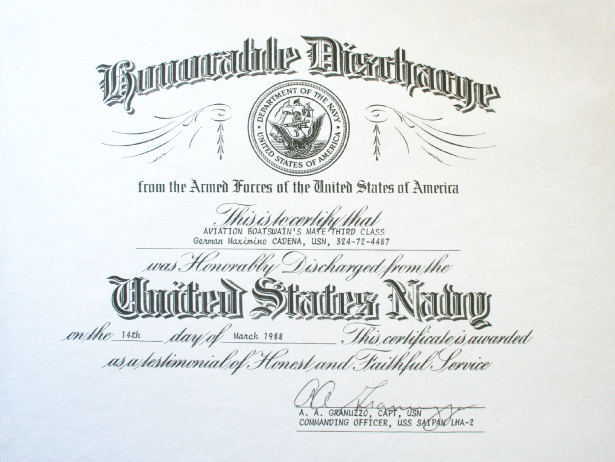 Honorable Discharge
DEPARTMENT OF THE NAVY
UNITED STATES OF AMERICA
from the Armed Forces of the United States of America
This is to certify that
AVIATION BOATSWAIN'S MATE THIRD CLASS
German Maximino CADENA, USN, 324-72-4487
was Honorably Discharged from the
United States Navy
on the 14th day of March 1988 This certificate is awarded
as a testimonial of Honest and Faithful Service
A. A. GRANUZZO, CAPT, USN
COMMANDING OFFICER, USS SAIPAN LHA-2